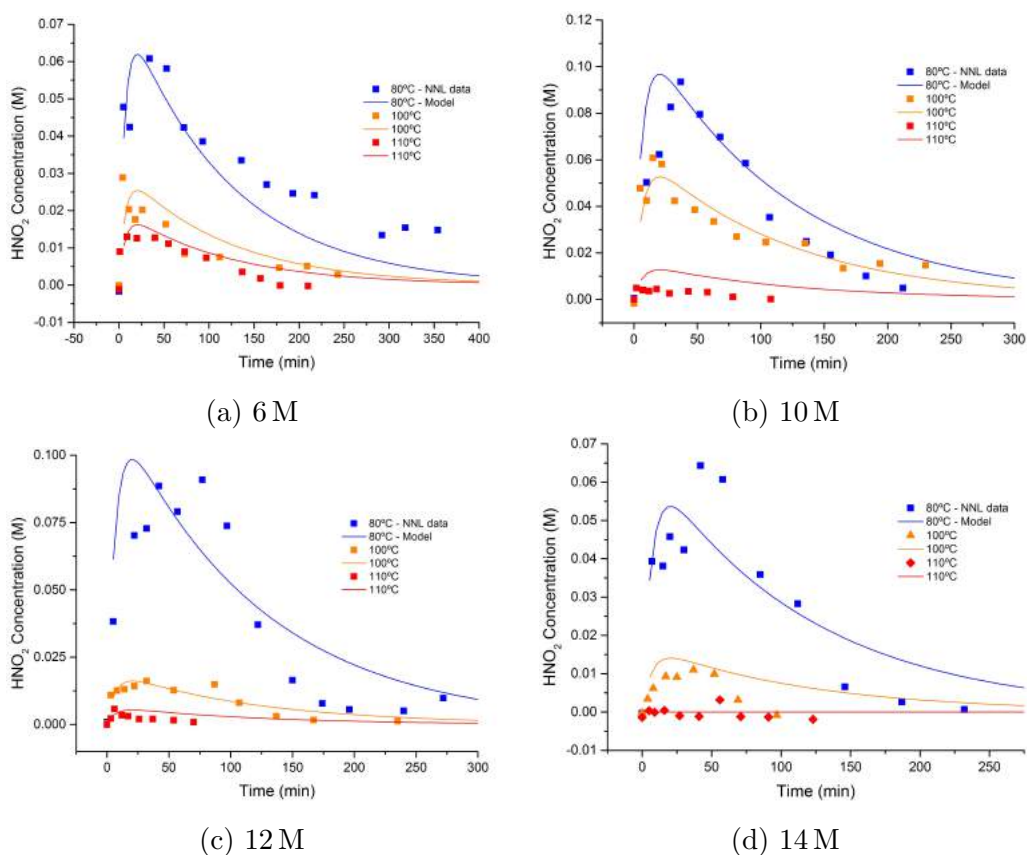 0.07
0.06
0.05
0.04
0.03
0.02
0.01
0.00
-0.01
HNO₂ Concentration (M)
80ºC - NNL data
80ºC - Model
100ºC
100ºC
110ºC
110ºC
-50 0 50 100 150 200 250 300 350 400
Time (min)
(a) 6 M
0.12
0.10
0.08
0.06
0.04
0.02
0.00
HNO₂ Concentration (M)
80ºC - NNL data
80ºC - Model
100ºC
100ºC
110ºC
110ºC
0 50 100 150 200 250 300
Time (min)
(b) 10 M
0.100
0.075
0.050
0.025
0.000
HNO₂ Concentration (M)
80ºC - NNL data
80ºC - Model
100ºC
100ºC
110ºC
110ºC
0 50 100 150 200 250 300
Time (min)
(c) 12 M
0.07
0.06
0.05
0.04
0.03
0.02
0.01
0.00
-0.01
HNO₂ Concentration (M)
80ºC - NNL data
80ºC - Model
100ºC
100ºC
110ºC
110ºC
0 50 100 150 200 250
Time (min)
(d) 14 M